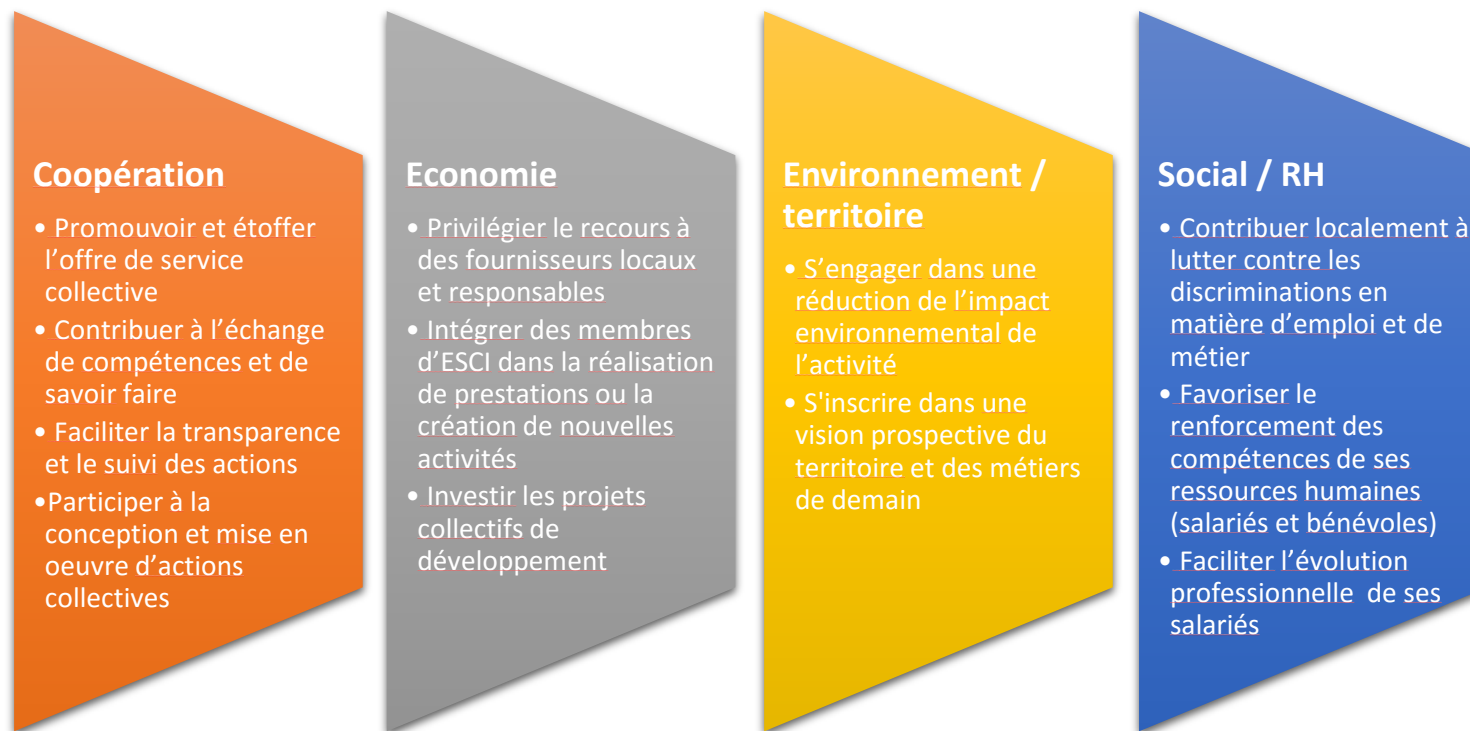 Coopération
• Promouvoir et étoffer
l’offre de service
collective
• Contribuer à l’échange
de compétences et de
savoir faire
• Faciliter la transparence
et le suivi des actions
•Participer à la
conception et mise en
oeuvre d’actions
collectives
Economie
• Privilégier le recours à
des fournisseurs locaux
et responsables
• Intégrer des membres
d’ESCI dans la réalisation
de prestations ou la
création de nouvelles
activités
• Investir les projets
collectifs de
développement
Environnement /
territoire
• S’engager dans une
réduction de l’impact
environnemental de
l’activité
• S'inscrire dans une
vision prospective du
territoire et des métiers
de demain
Social / RH
• Contribuer localement à
lutter contre les
discriminations en
matière d’emploi et de
métier
• Favoriser le
renforcement des
compétences de ses
ressources humaines
(salariés et bénévoles)
• Faciliter l’évolution
professionnelle  de ses
salariés